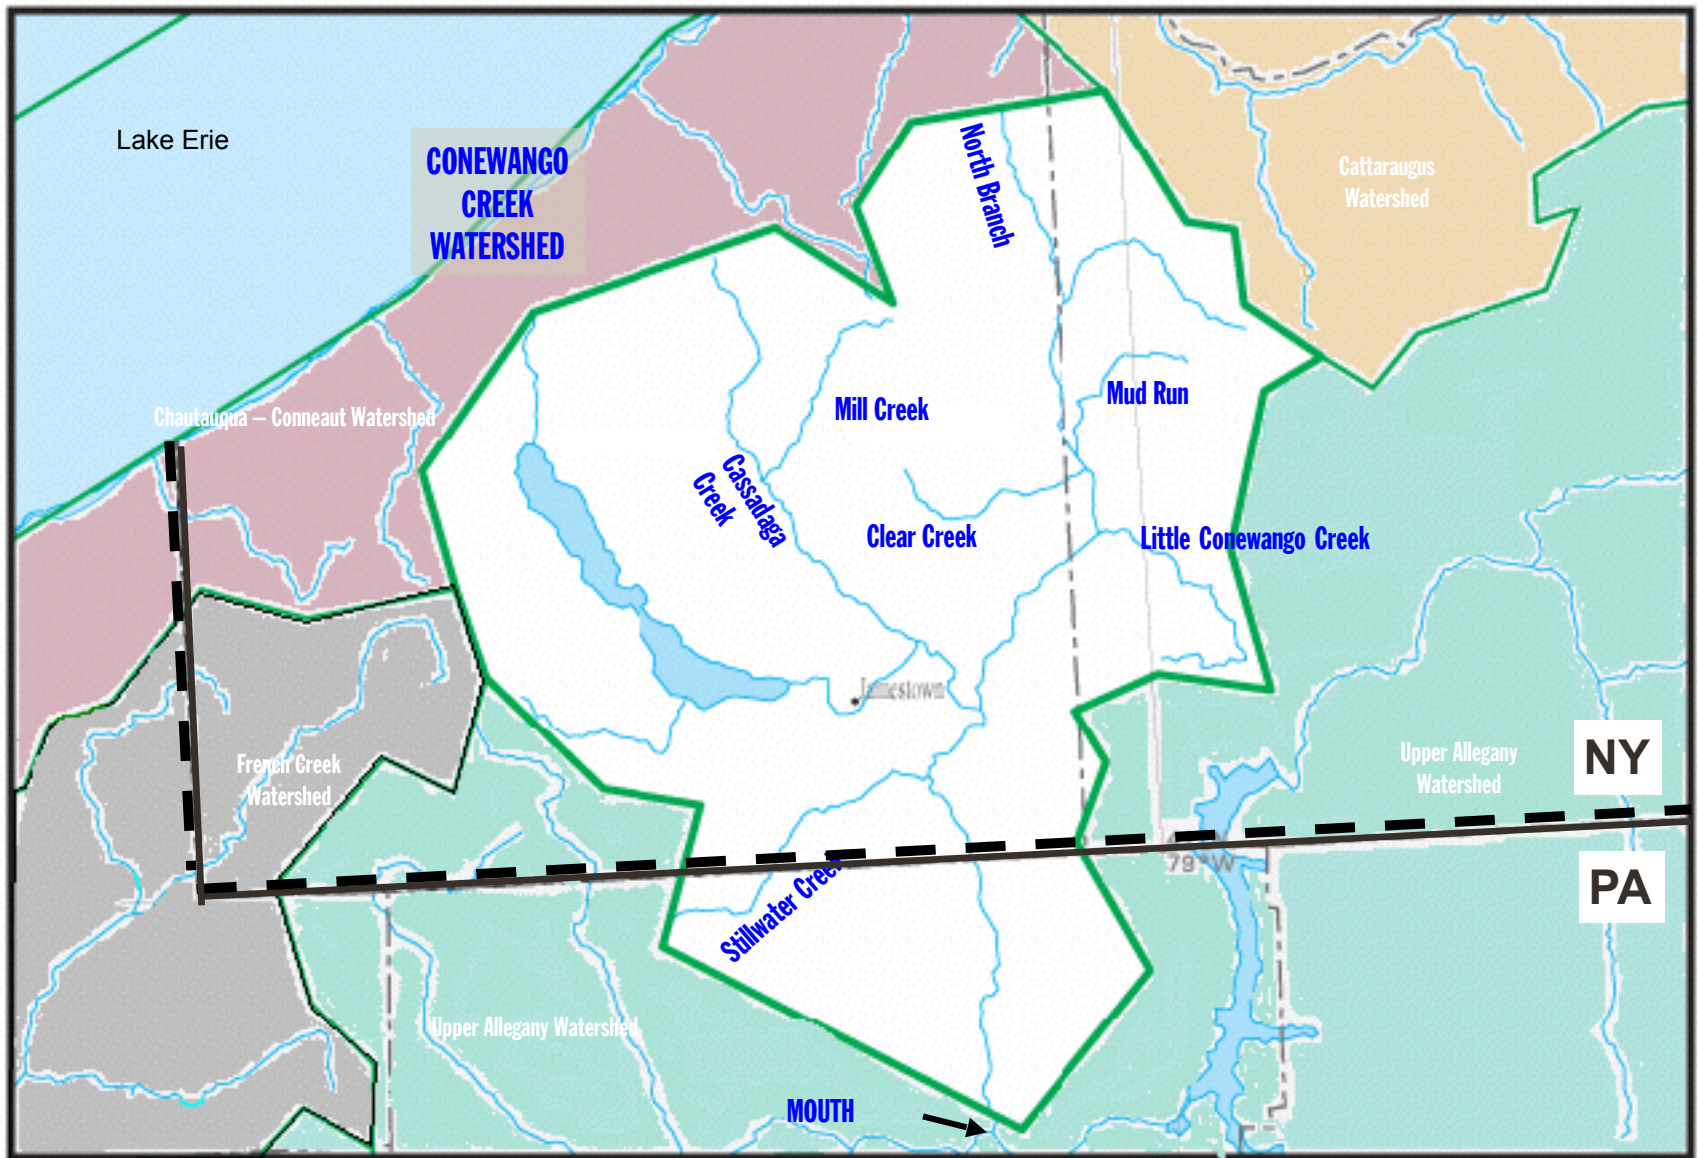 Lake Erie
CONEWANGO
CREEK
WATERSHED
North Branch
Cattaraugus
Watershed
Mill Creek
Mud Run
Chautauqua – Conneaut Watershed
Cassadaga
Creek
Clear Creek
Little Conewango Creek
Jamestown
French Creek
Watershed
Upper Allegany
Watershed
NY
79°W
PA
Stillwater Creek
Upper Allegany Watershed
MOUTH